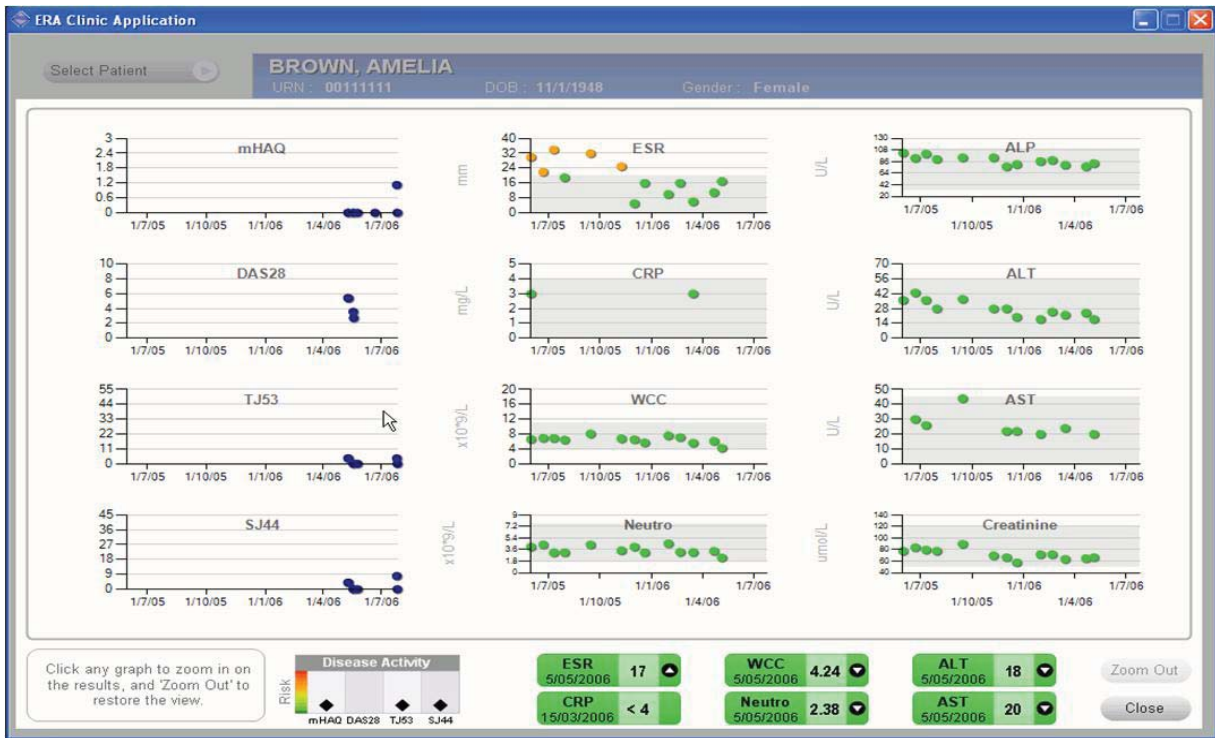 ERA Clinic Application
Select Patient
BROWN, AMELIA
URN : 00111111 DOB : 11/1/1948 Gender : Female
mHAQ
3
2.4
1.8
1.2
0.6
0
1/7/05 1/10/05 1/1/06 1/4/06 1/7/06
mm
ESR
40
32
24
16
8
0
1/7/05 1/10/05 1/1/06 1/4/06 1/7/06
U/L
ALP
130
108
86
64
42
20
1/7/05 1/1/06 1/7/06
1/10/05 1/4/06
DAS28
10
8
6
4
2
0
1/7/05 1/10/05 1/1/06 1/4/06 1/7/06
mg/L
CRP
5
4
3
2
1
0
1/7/05 1/10/05 1/1/06 1/4/06 1/7/06
U/L
ALT
70
56
42
28
14
0
1/7/05 1/10/05 1/1/06 1/4/06 1/7/06
TJ53
55
44
33
22
11
0
1/7/05 1/10/05 1/1/06 1/4/06 1/7/06
x10*9/L
WCC
20
16
12
8
4
0
1/7/05 1/10/05 1/1/06 1/4/06 1/7/06
U/L
AST
50
40
30
20
10
0
1/7/05 1/10/05 1/1/06 1/4/06 1/7/06
SJ44
45
36
27
18
9
0
1/7/05 1/10/05 1/1/06 1/4/06 1/7/06
x10*9/L
Neutro
9
7.2
5.4
3.6
1.8
0
1/7/05 1/1/06 1/7/06
1/10/05 1/4/06
umol/L
Creatinine
140
120
100
80
60
40
1/7/05 1/1/06 1/7/06
1/10/05 1/4/06
Click any graph to zoom in on
the results, and 'Zoom Out' to
restore the view.
Disease Activity
Risk
mHAQ DAS28 TJ53 SJ44
ESR 17
5/05/2006
CRP < 4
15/03/2006
WCC 4.24
5/05/2006
Neutro 2.38
5/05/2006
ALT 18
5/05/2006
AST 20
5/05/2006
Zoom Out
Close